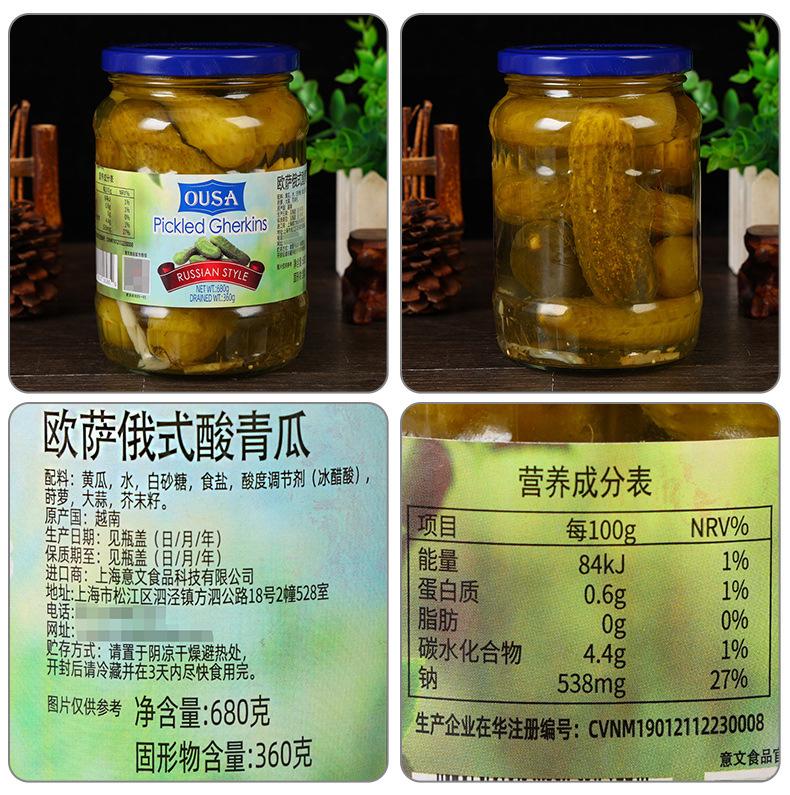 OUSA
Pickled Gherkins
RUSSIAN STYLE
NET WT.:680g
DRAINED WT.:360g
欧萨俄式酸青瓜
配料：黄瓜，水，白砂糖，食盐，酸度调节剂（冰醋酸），
莳萝，大蒜，芥末籽。
原产国：越南
生产日期：见瓶盖（日/月/年）
保质期至：见瓶盖（日/月/年）
进口商：上海意文食品科技有限公司
地址:上海市松江区泗泾镇方泗公路18号2幢528室
电话:
网址:
贮存方式：请置于阴凉干燥避热处，
开封后请冷藏并在3天内尽快食用完。
图片仅供参考 净含量:680克
固形物含量:360克
营养成分表
项目 每100g NRV%
能量 84kJ 1%
蛋白质 0.6g 1%
脂肪 0g 0%
碳水化合物 4.4g 1%
钠 538mg 27%
生产企业在华注册编号：CVNM19012112230008
意文食品官